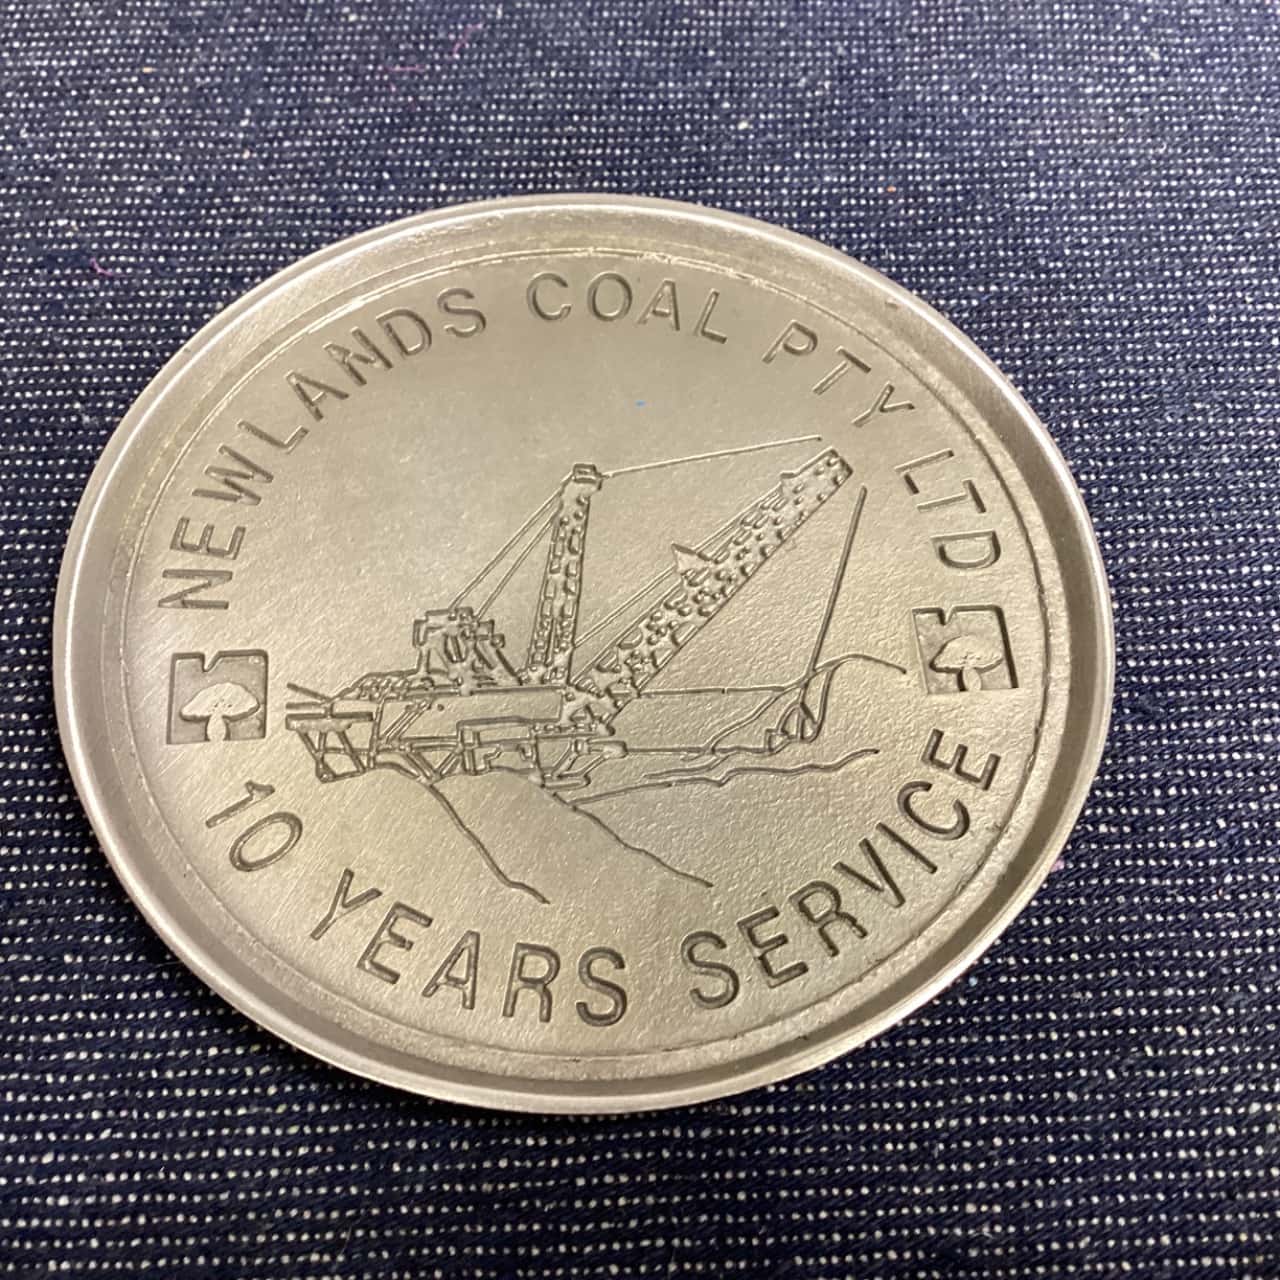 NEWLANDS COAL PTY LTD
10 YEARS SERVICE